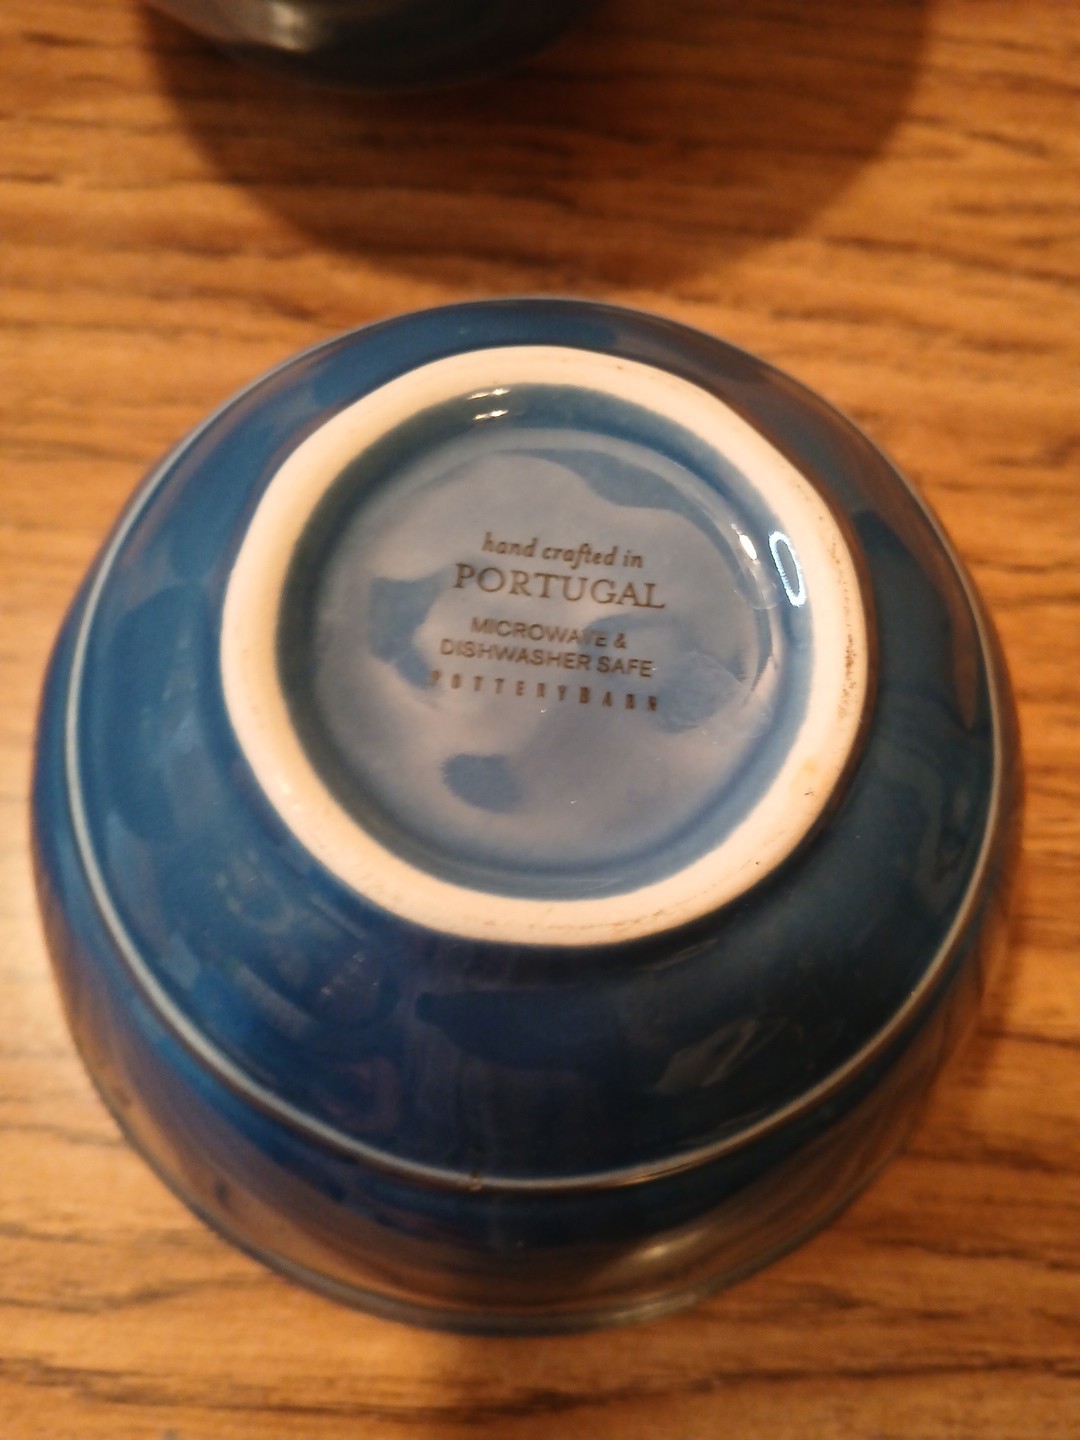 hand crafted in
PORTUGAL
MICROWAVE &
DISHWASHER SAFE
POTTERYBARN